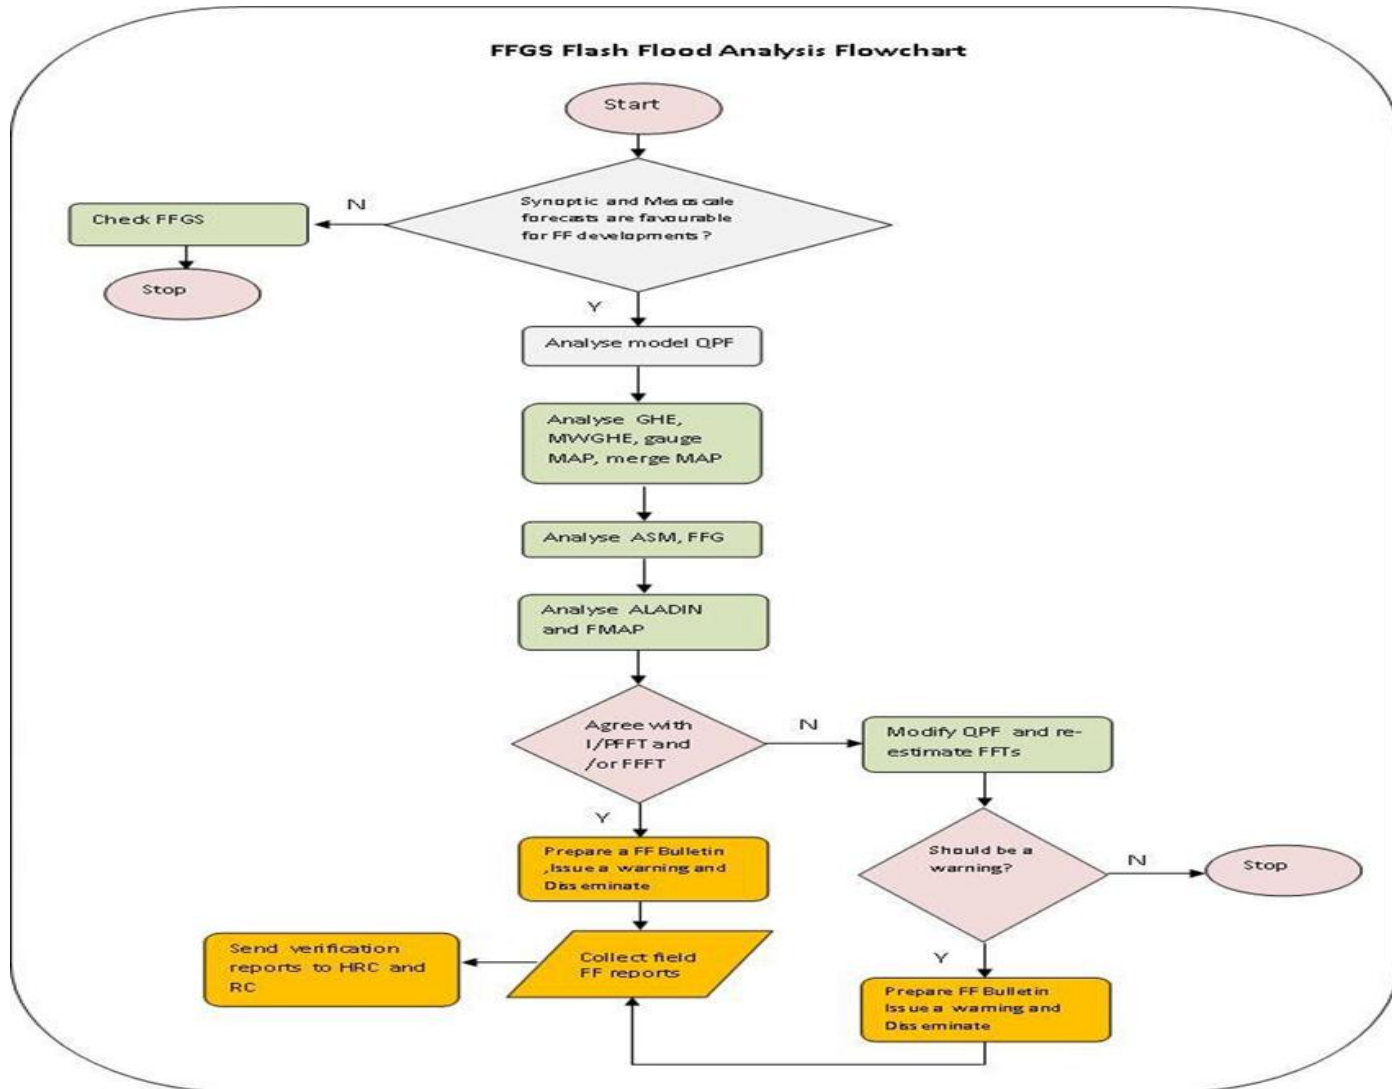 FFGS Flash Flood Analysis Flowchart
Start
Synoptic and Mesoscale
forecasts are favourable
for FF developments?
N
Check FFGS
Stop
Y
Analyse model QPF
Analyse GHE,
MWGHE, gauge
MAP, merge MAP
Analyse ASM, FFG
Analyse ALADIN
and FMAP
Agree with
I/PFFT and
/or FFFT
N
Modify QPF and re-
estimate FFTs
Y
Prepare a FF Bulletin
,Issue a warning and
Disseminate
Should be a
warning?
N
Stop
Send verification
reports to HRC and
RC
Collect field
FF reports
Y
Prepare FF Bulletin
Issue a warning and
Disseminate